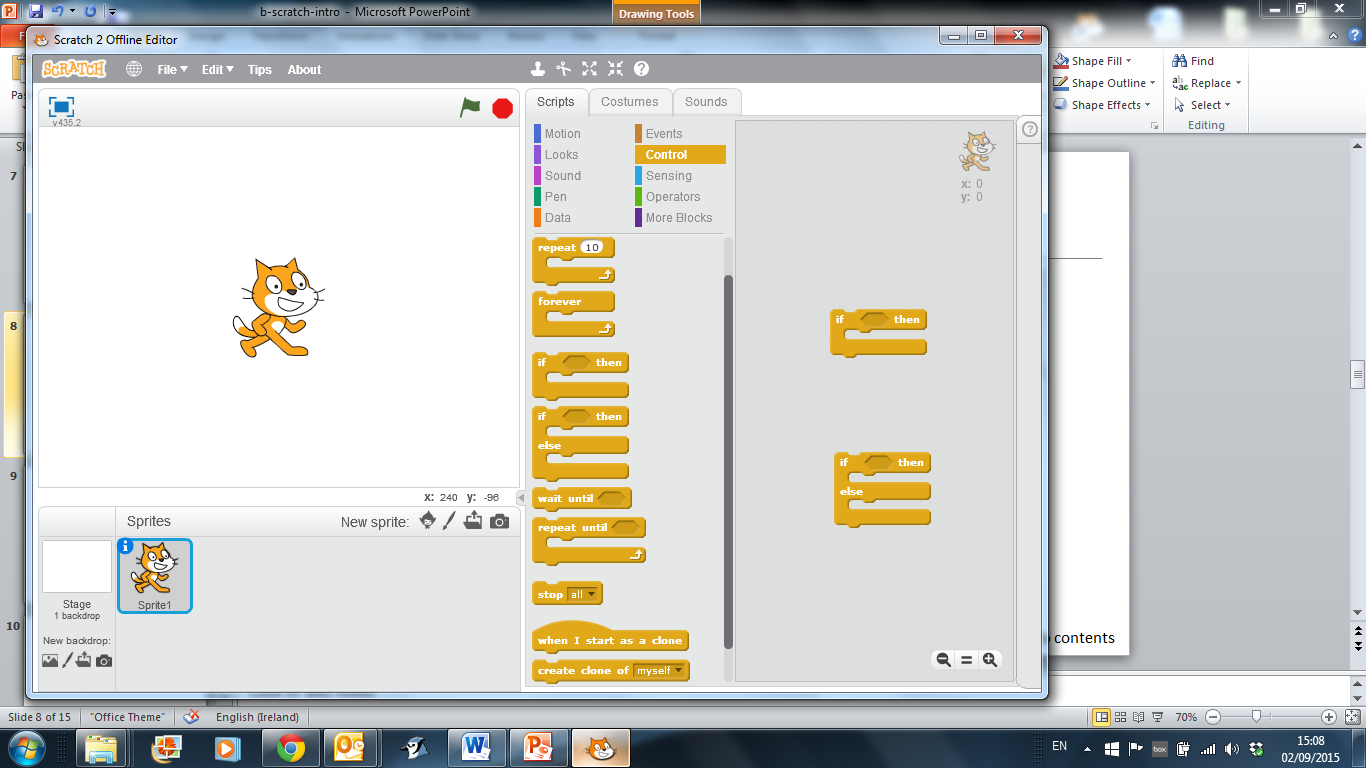 b-scratch-intro - Microsoft PowerPoint
Drawing Tools
Scratch 2 Offline Editor
SCRATCH
File
Edit
Tips
About
v435.2
Scripts
Costumes
Sounds
Motion
Events
Looks
Control
Sound
Sensing
Pen
Operators
Data
More Blocks
x: 0
y: 0
repeat 10
forever
if then
if then
else
wait until
repeat until
stop all
when I start as a clone
create clone of myself
if then
if then
else
x: 240 y: -96
Sprites
New sprite:
Stage
1 backdrop
New backdrop:
Sprite1
Shape Fill
Shape Outline
Shape Effects
Find
Replace
Select
Editing
7
8
9
10
contents
Slide 8 of 15
"Office Theme"
English (Ireland)
70%
EN
15:08
02/09/2015